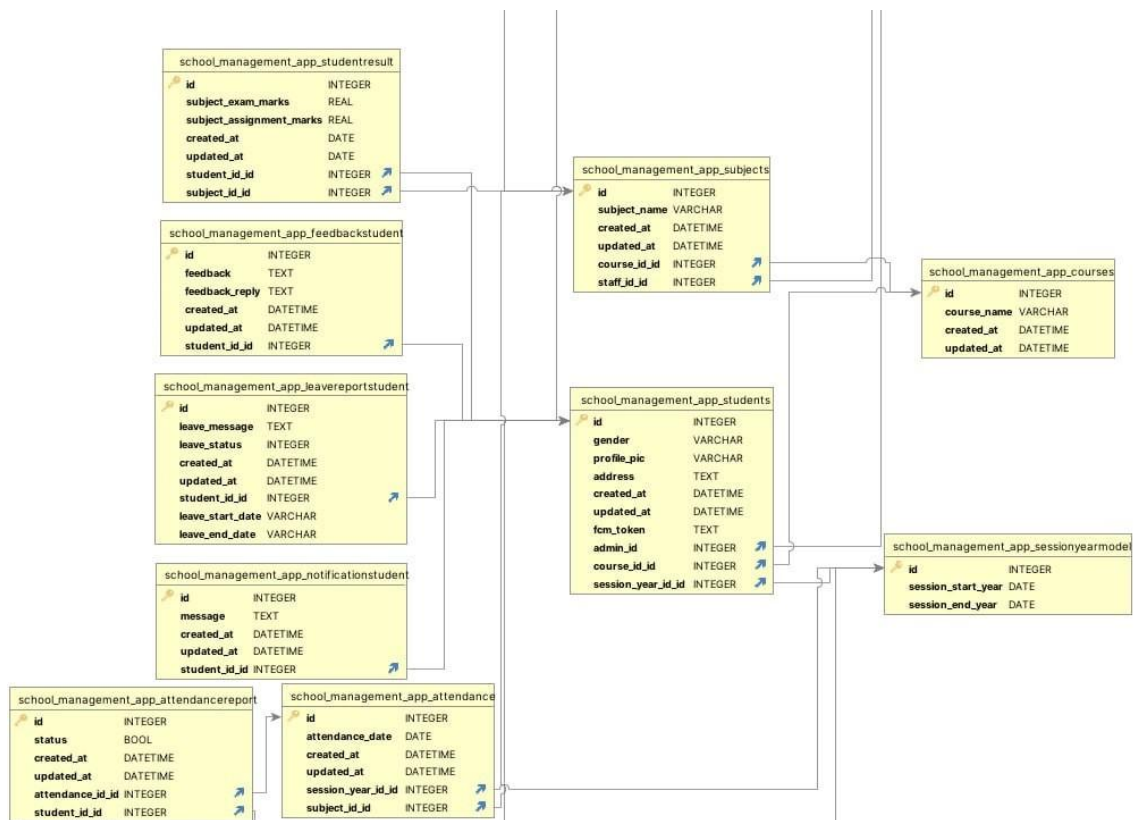 school_management_app_studentresult
id INTEGER
subject_exam_marks REAL
subject_assignment_marks REAL
created_at DATE
updated_at DATE
student_id_id INTEGER
subject_id_id INTEGER
school_management_app_feedbackstudent
id INTEGER
feedback TEXT
feedback_reply TEXT
created_at DATETIME
updated_at DATETIME
student_id_id INTEGER
school_management_app_leavereportstudent
id INTEGER
leave_message TEXT
leave_status INTEGER
created_at DATETIME
updated_at DATETIME
student_id_id INTEGER
leave_start_date VARCHAR
leave_end_date VARCHAR
school_management_app_notificationstudent
id INTEGER
message TEXT
created_at DATETIME
updated_at DATETIME
student_id_id INTEGER
school_management_app_attendancereport
id INTEGER
status BOOL
created_at DATETIME
updated_at DATETIME
attendance_id_id INTEGER
student_id_id INTEGER
school_management_app_attendance
id INTEGER
attendance_date DATE
created_at DATETIME
updated_at DATETIME
session_year_id_id INTEGER
subject_id_id INTEGER
school_management_app_subjects
id INTEGER
subject_name VARCHAR
created_at DATETIME
updated_at DATETIME
course_id_id INTEGER
staff_id_id INTEGER
school_management_app_students
id INTEGER
gender VARCHAR
profile_pic VARCHAR
address TEXT
created_at DATETIME
updated_at DATETIME
fcm_token TEXT
admin_id INTEGER
course_id_id INTEGER
session_year_id_id INTEGER
school_management_app_courses
id INTEGER
course_name VARCHAR
created_at DATETIME
updated_at DATETIME
school_management_app_sessionyearmodel
id INTEGER
session_start_year DATE
session_end_year DATE